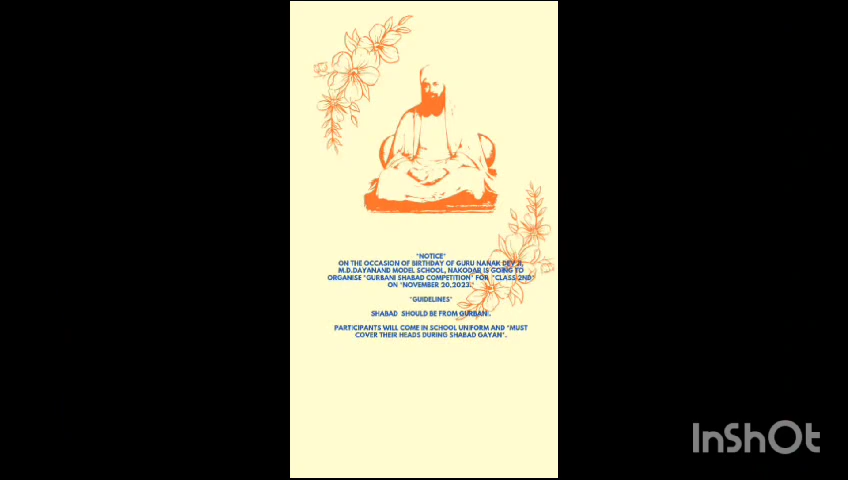 "NOTICE"
ON THE OCCASION OF BIRTHDAY OF GURU NANAK DEV JI,
M.D.DAYANAND MODEL SCHOOL, NAKODAR IS GOING TO
ORGANISE "GURBANI SHABAD COMPETITION" FOR "CLASS 2ND"
ON "NOVEMBER 20,2023."
"GUIDELINES"
SHABAD SHOULD BE FROM GURBANI.
PARTICIPANTS WILL COME IN SCHOOL UNIFORM AND "MUST
COVER THEIR HEADS DURING SHABAD GAYAN".
InShOt